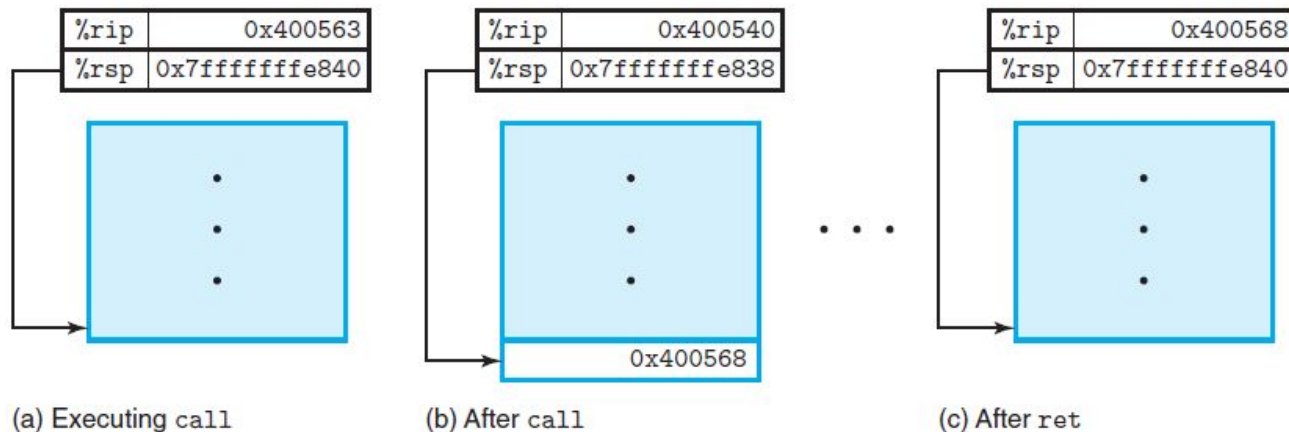 %rip 0x400563
%rsp 0x7fffffffe840
(a) Executing call
%rip 0x400540
%rsp 0x7fffffffe838
0x400568
(b) After call
%rip 0x400568
%rsp 0x7fffffffe840
(c) After ret